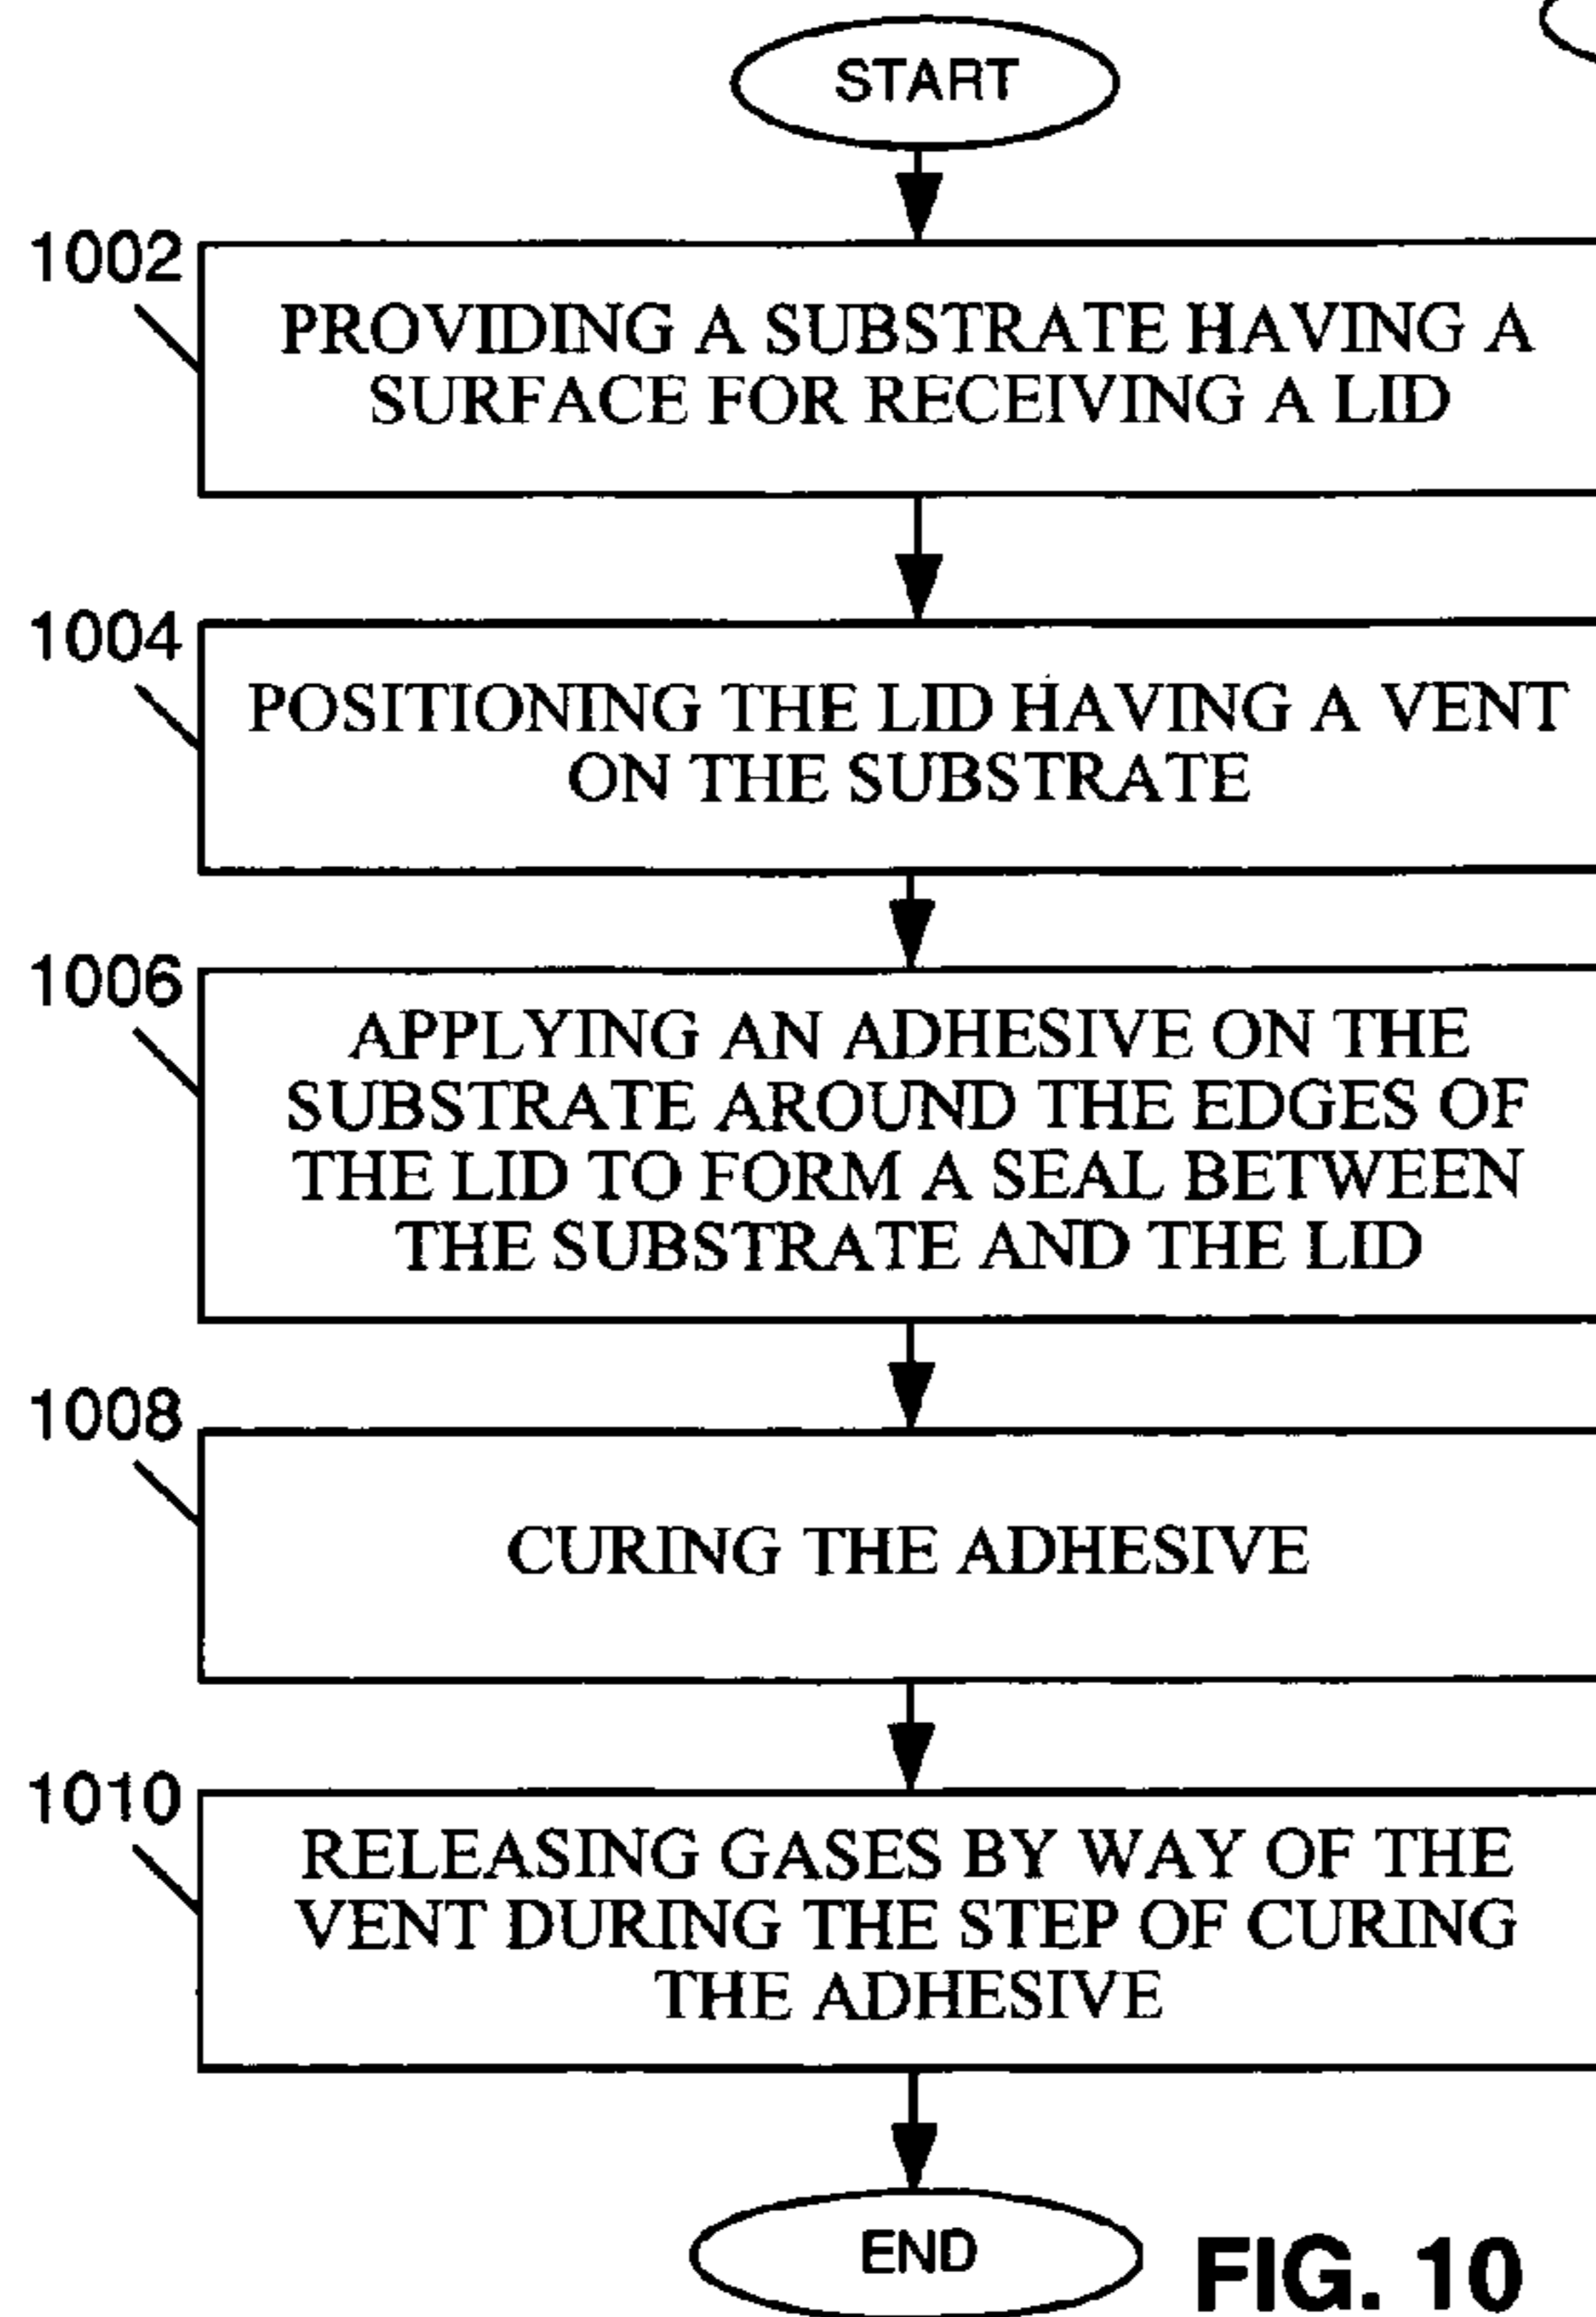 START
1002
PROVIDING A SUBSTRATE HAVING A
SURFACE FOR RECEIVING A LID
1004
POSITIONING THE LID HAVING A VENT
ON THE SUBSTRATE
1006
APPLYING AN ADHESIVE ON THE
SUBSTRATE AROUND THE EDGES OF
THE LID TO FORM A SEAL BETWEEN
THE SUBSTRATE AND THE LID
1008
CURING THE ADHESIVE
1010
RELEASING GASES BY WAY OF THE
VENT DURING THE STEP OF CURING
THE ADHESIVE
END
FIG. 10